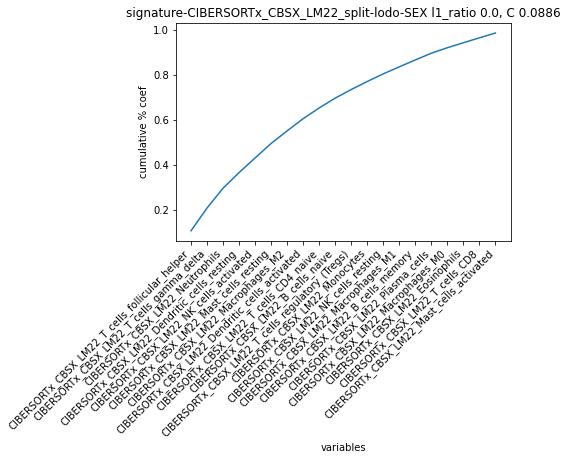 signature-CIBERSORTx_CBSX_LM22_split-lodo-SEX l1_ratio 0.0, C 0.0886
1.0
0.8
0.6
0.4
0.2
cumulative % coef
CIBERSORTx_CBSX_LM22_T_cells_follicular_helper
CIBERSORTx_CBSX_LM22_T_cells_gamma_delta
CIBERSORTx_CBSX_LM22_Neutrophils
CIBERSORTx_CBSX_LM22_Dendritic_cells_resting
CIBERSORTx_CBSX_LM22_NK_cells_activated
CIBERSORTx_CBSX_LM22_Mast_cells_resting
CIBERSORTx_CBSX_LM22_Macrophages_M2
CIBERSORTx_CBSX_LM22_Dendritic_cells_activated
CIBERSORTx_CBSX_LM22_T_cells_CD4_naive
CIBERSORTx_CBSX_LM22_B_cells_naive
CIBERSORTx_CBSX_LM22_T_cells_regulatory_(Tregs)
CIBERSORTx_CBSX_LM22_Monocytes
CIBERSORTx_CBSX_LM22_NK_cells_resting
CIBERSORTx_CBSX_LM22_Macrophages_M1
CIBERSORTx_CBSX_LM22_B_cells_memory
CIBERSORTx_CBSX_LM22_Plasma_cells
CIBERSORTx_CBSX_LM22_Macrophages_M0
CIBERSORTx_CBSX_LM22_Eosinophils
CIBERSORTx_CBSX_LM22_T_cells_CD8
CIBERSORTx_CBSX_LM22_Mast_cells_activated
variables